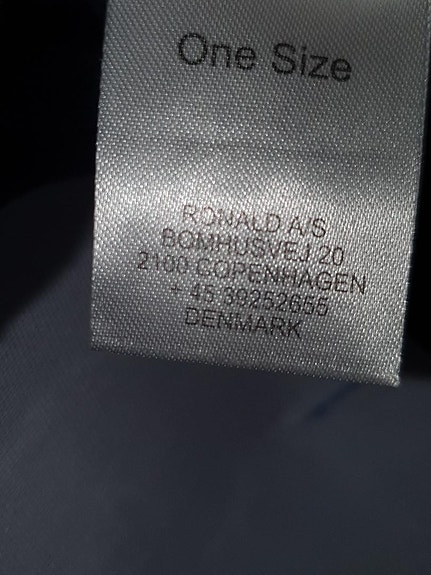 One Size
RONALD A/S
BOMHUSVEJ 20
2100 COPENHAGEN
+ 45 39252655
DENMARK